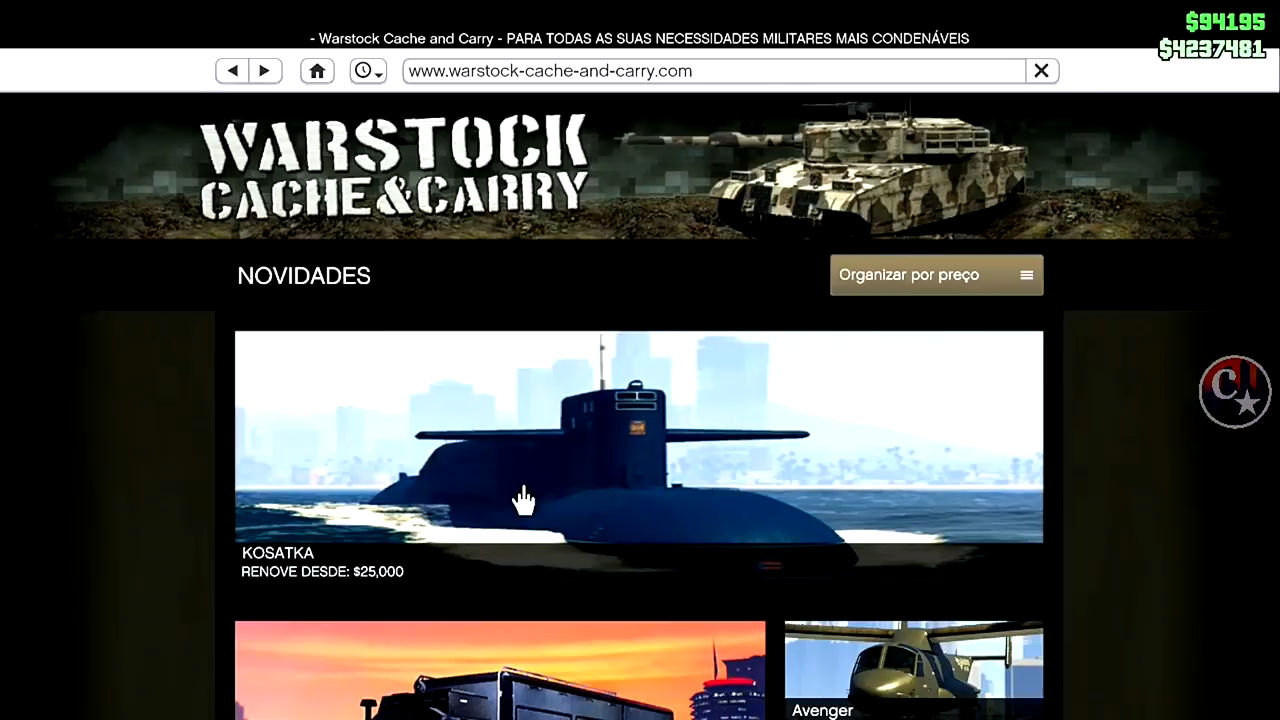 - Warstock Cache and Carry - PARA TODAS AS SUAS NECESSIDADES MILITARES MAIS CONDENÁVEIS
$94195
$4237481
www.warstock-cache-and-carry.com
WARSTOCK
CACHE&CARRY
NOVIDADES
Organizar por preço
C
KOSATKA
RENOVE DESDE: $25,000
Avenger